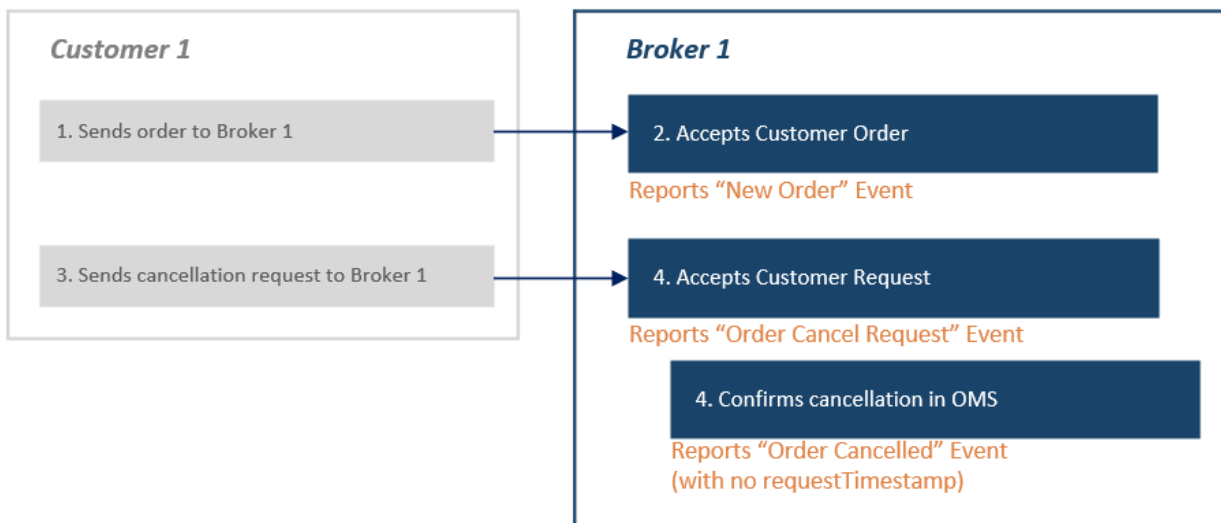 Customer 1
Broker 1
1. Sends order to Broker 1
2. Accepts Customer Order
Reports “New Order” Event
3. Sends cancellation request to Broker 1
4. Accepts Customer Request
Reports “Order Cancel Request” Event
4. Confirms cancellation in OMS
Reports “Order Cancelled” Event
(with no requestTimestamp)